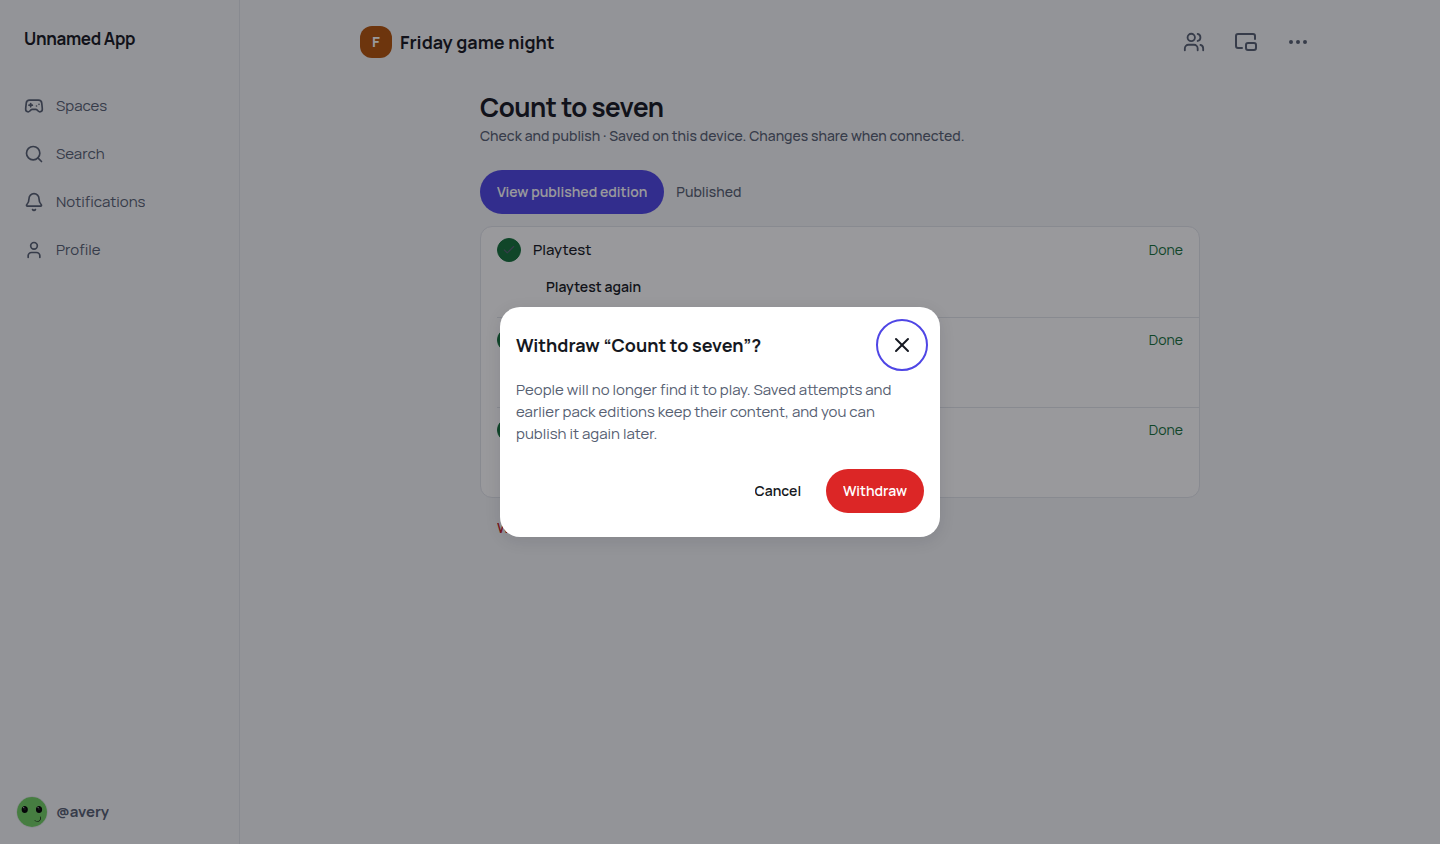 Unnamed App
Spaces
Search
Notifications
Profile
@avery
F
Friday game night
Count to seven
Check and publish · Saved on this device. Changes share when connected.
View published edition
Published
Playtest
Done
Playtest again
Done
Done
Withdraw “Count to seven”?
People will no longer find it to play. Saved attempts and
earlier pack editions keep their content, and you can
publish it again later.
Cancel
Withdraw